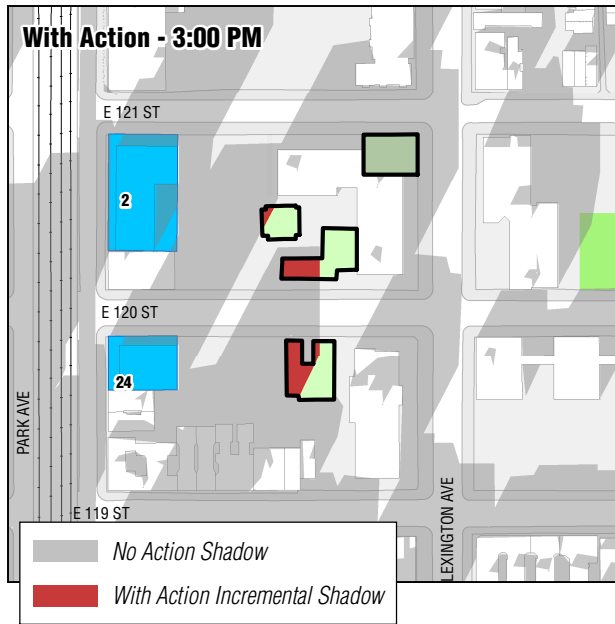 With Action - 3:00 PM
E 121 ST
2
E 120 ST
24
PARK AVE
LEXINGTON AVE
E 119 ST
No Action Shadow
With Action Incremental Shadow